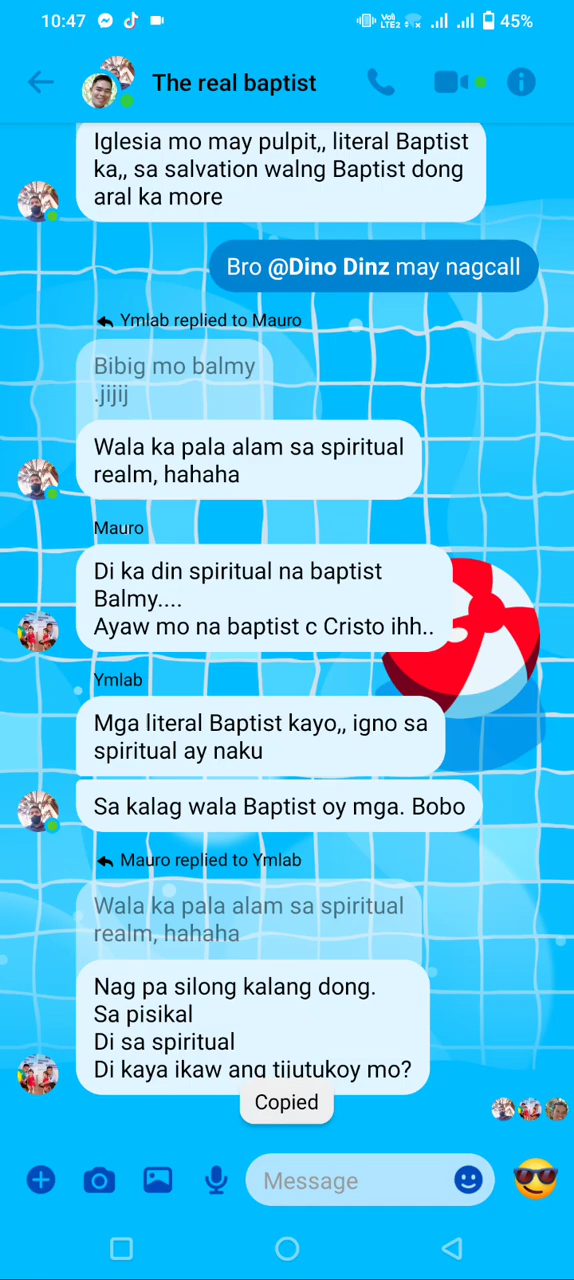 10:47
Voli
LTE2
45%
The real baptist
Iglesia mo may pulpit,, literal Baptist
ka,, sa salvation walng Baptist dong
aral ka more
Bro @Dino Dinz may nagcall
Ymlab replied to Mauro
Bibig mo balmy
.jijij
Wala ka pala alam sa spiritual
realm, hahaha
Mauro
Di ka din spiritual na baptist
Balmy....
Ayaw mo na baptist c Cristo ihh..
Ymlab
Mga literal Baptist kayo,, igno sa
spiritual ay naku
Sa kalag wala Baptist oy mga. Bobo
Mauro replied to Ymlab
Wala ka pala alam sa spiritual
realm, hahaha
Nag pa silong kalang dong.
Sa pisikal
Di sa spiritual
Di kaya ikaw ang tijutukoy mo?
Copied
Message